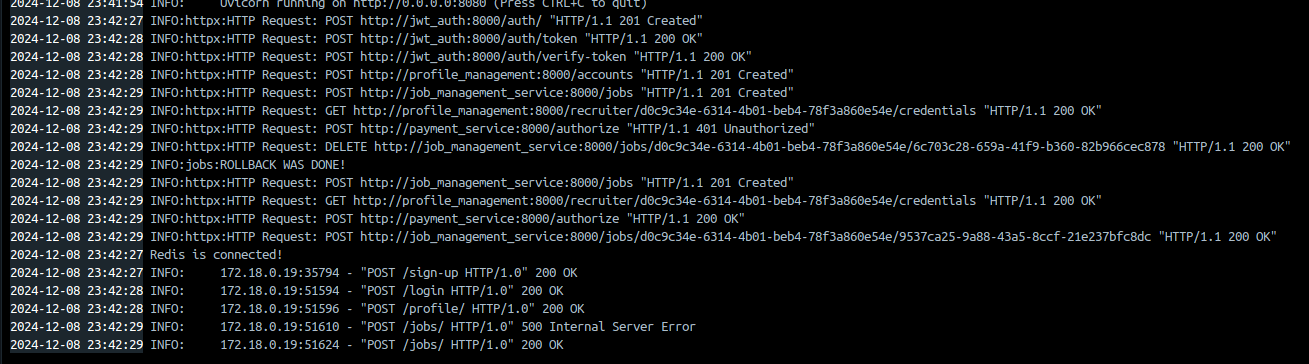 2024-12-08 23:41:54 INFO:     Uvicorn running on http://0.0.0.0:8080 (Press CTRL+C to quit)
2024-12-08 23:42:27 INFO:httpx:HTTP Request: POST http://jwt_auth:8000/auth/ "HTTP/1.1 201 Created"
2024-12-08 23:42:28 INFO:httpx:HTTP Request: POST http://jwt_auth:8000/auth/token "HTTP/1.1 200 OK"
2024-12-08 23:42:28 INFO:httpx:HTTP Request: POST http://jwt_auth:8000/auth/verify-token "HTTP/1.1 200 OK"
2024-12-08 23:42:28 INFO:httpx:HTTP Request: POST http://profile_management:8000/accounts "HTTP/1.1 201 Created"
2024-12-08 23:42:29 INFO:httpx:HTTP Request: POST http://job_management_service:8000/jobs "HTTP/1.1 201 Created"
2024-12-08 23:42:29 INFO:httpx:HTTP Request: GET http://profile_management:8000/recruiter/d0c9c34e-6314-4b01-beb4-78f3a860e54e/credentials "HTTP/1.1 200 OK"
2024-12-08 23:42:29 INFO:httpx:HTTP Request: POST http://payment_service:8000/authorize "HTTP/1.1 401 Unauthorized"
2024-12-08 23:42:29 INFO:httpx:HTTP Request: DELETE http://job_management_service:8000/jobs/d0c9c34e-6314-4b01-beb4-78f3a860e54e/6c703c28-659a-41f9-b360-82b966cec878 "HTTP/1.1 200 OK"
2024-12-08 23:42:29 INFO:jobs:ROLLBACK WAS DONE!
2024-12-08 23:42:29 INFO:httpx:HTTP Request: POST http://job_management_service:8000/jobs "HTTP/1.1 201 Created"
2024-12-08 23:42:29 INFO:httpx:HTTP Request: GET http://profile_management:8000/recruiter/d0c9c34e-6314-4b01-beb4-78f3a860e54e/credentials "HTTP/1.1 200 OK"
2024-12-08 23:42:29 INFO:httpx:HTTP Request: POST http://payment_service:8000/authorize "HTTP/1.1 200 OK"
2024-12-08 23:42:29 INFO:httpx:HTTP Request: POST http://job_management_service:8000/jobs/d0c9c34e-6314-4b01-beb4-78f3a860e54e/9537ca25-9a88-43a5-8ccf-21e237bfc8dc "HTTP/1.1 200 OK"
2024-12-08 23:42:27 Redis is connected!
2024-12-08 23:42:27 INFO:     172.18.0.19:35794 - "POST /sign-up HTTP/1.0" 200 OK
2024-12-08 23:42:28 INFO:     172.18.0.19:51594 - "POST /login HTTP/1.0" 200 OK
2024-12-08 23:42:28 INFO:     172.18.0.19:51596 - "POST /profile/ HTTP/1.0" 200 OK
2024-12-08 23:42:29 INFO:     172.18.0.19:51610 - "POST /jobs/ HTTP/1.0" 500 Internal Server Error
2024-12-08 23:42:29 INFO:     172.18.0.19:51624 - "POST /jobs/ HTTP/1.0" 200 OK